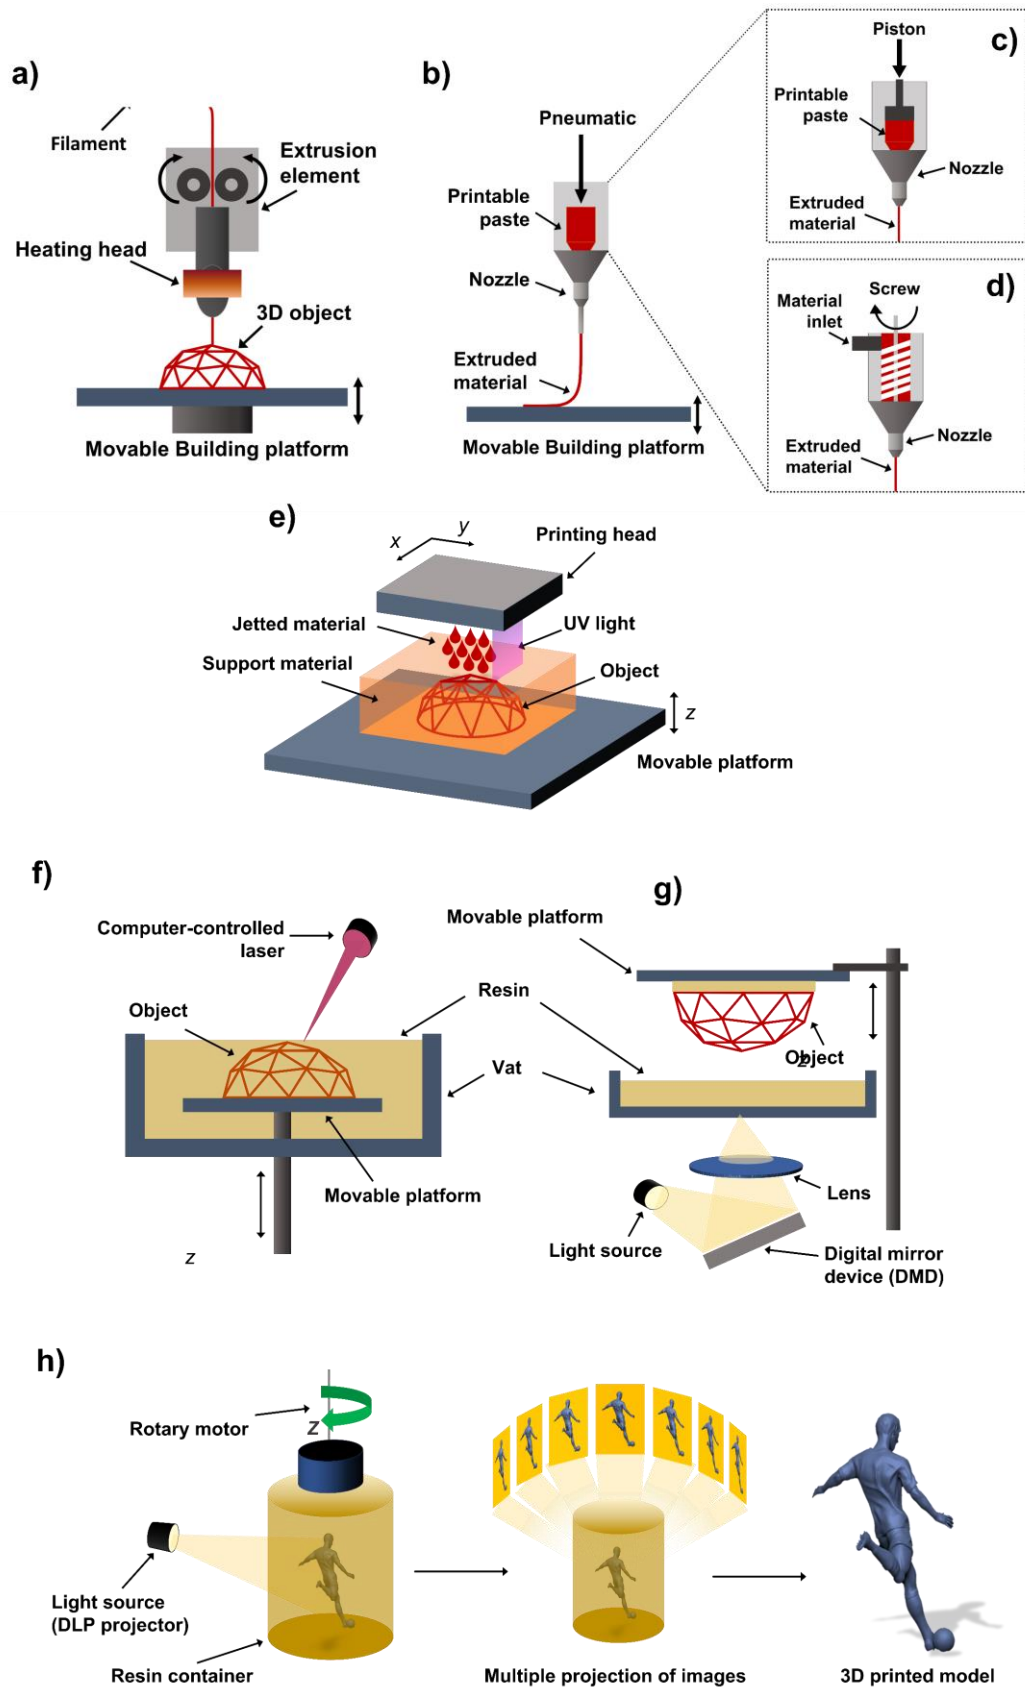 a)
Filament
Extrusion
element
Heating head
3D object
Movable Building platform
b)
Pneumatic
Printable
paste
Nozzle
Extruded
material
Movable Building platform
c)
Piston
Printable
paste
Nozzle
Extruded
material
d)
Screw
Material
inlet
Nozzle
Extruded
material
e)
x
y
Printing head
Jetted material
UV light
Support material
Object
z
Movable platform
f)
Computer-controlled
laser
Object
Resin
Vat
Movable platform
z
g)
Movable platform
Object
z
Lens
Light source
Digital mirror
device (DMD)
h)
Rotary motor
z
Light source
(DLP projector)
Resin container
Multiple projection of images
3D printed model